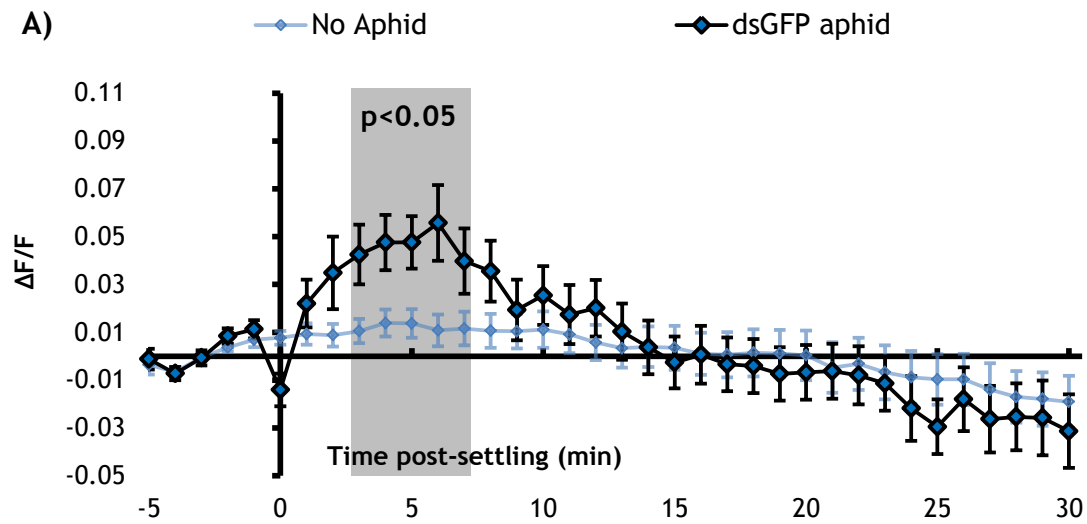 A)
No Aphid
dsGFP aphid
0.11
0.09
0.07
0.05
0.03
0.01
-0.01
-0.03
-0.05
ΔF/F
p<0.05
Time post-settling (min)
-5 0 5 10 15 20 25 30